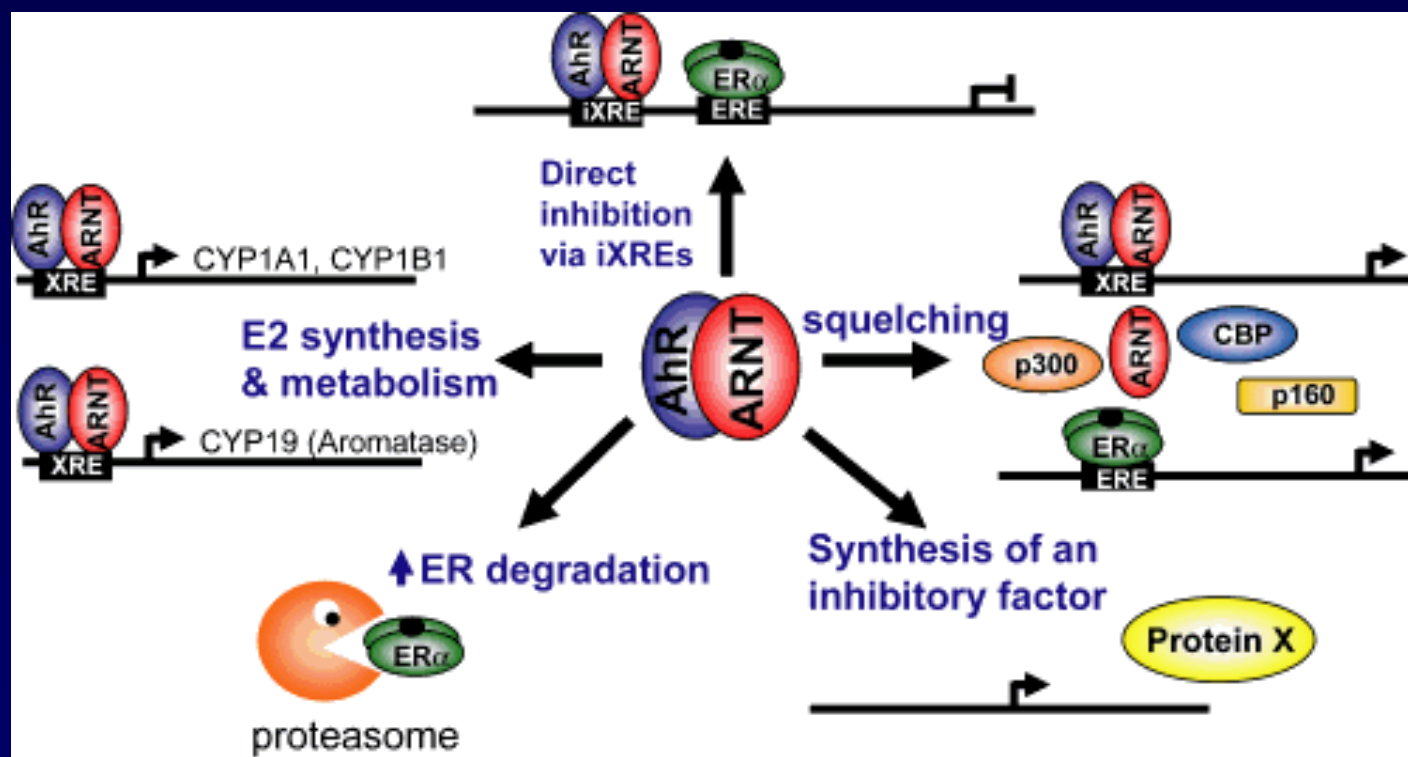 AhR
ARNT
iXRE
ERα
ERE
Direct
inhibition
via iXREs
AhR
ARNT
XRE
CYP1A1, CYP1B1
E2 synthesis
& metabolism
AhR
ARNT
XRE
CYP19 (Aromatase)
AhR
ARNT
squelching
AhR
ARNT
XRE
p300
ARNT
CBP
p160
ERα
ERE
ER degradation
ERα
proteasome
Synthesis of an
inhibitory factor
Protein X